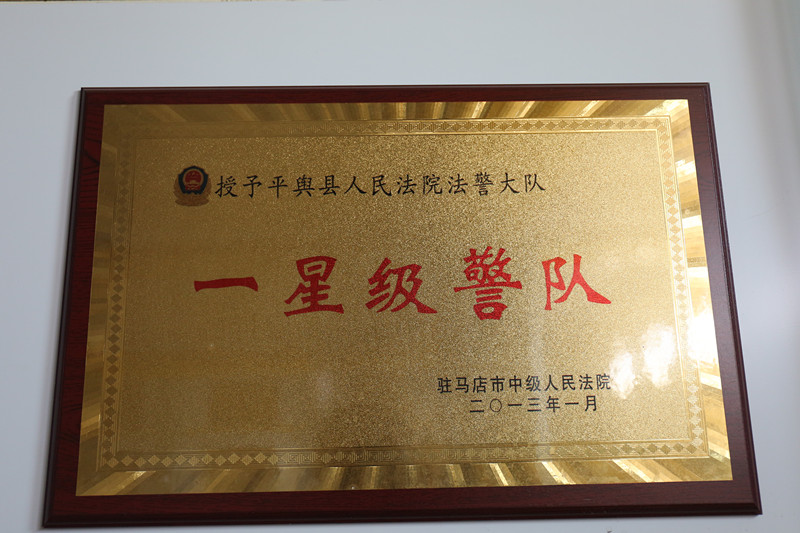 授予平舆县人民法院法警大队
一星级警队
驻马店市中级人民法院
二〇一三年一月